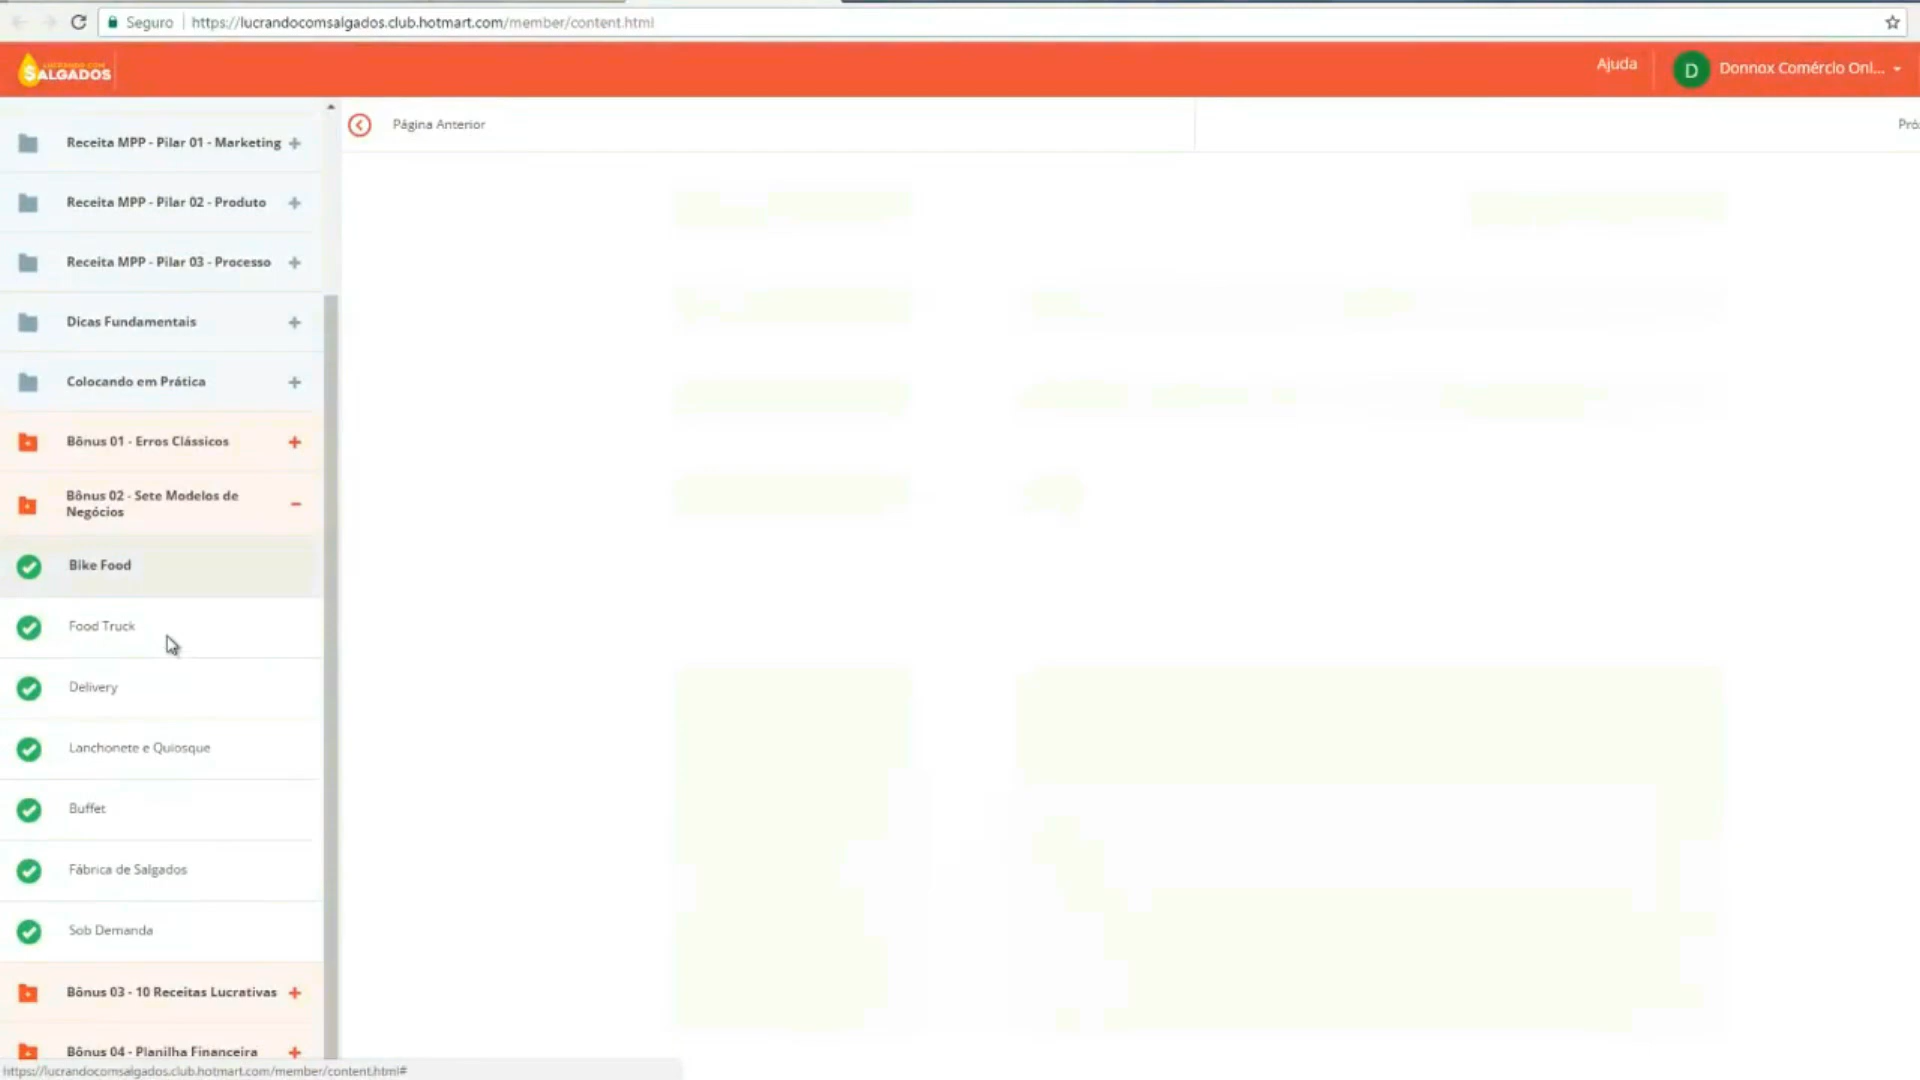 Seguro
https://lucrandocomsalgados.club.hotmart.com/member/content.html
LUCRANDO COM
SALGADOS
Ajuda
D
Donnox Comércio Onl...
Página Anterior
Pró
Receita MPP - Pilar 01 - Marketing
Receita MPP - Pilar 02 - Produto
Receita MPP - Pilar 03 - Processo
Dicas Fundamentais
Colocando em Prática
Bônus 01 - Erros Clássicos
Bônus 02 - Sete Modelos de
Negócios
Bike Food
Food Truck
Delivery
Lanchonete e Quiosque
Buffet
Fábrica de Salgados
Sob Demanda
Bônus 03 - 10 Receitas Lucrativas
Bônus 04 - Planilha Financeira
https://lucrandocomsalgados.club.hotmart.com/member/content.html#